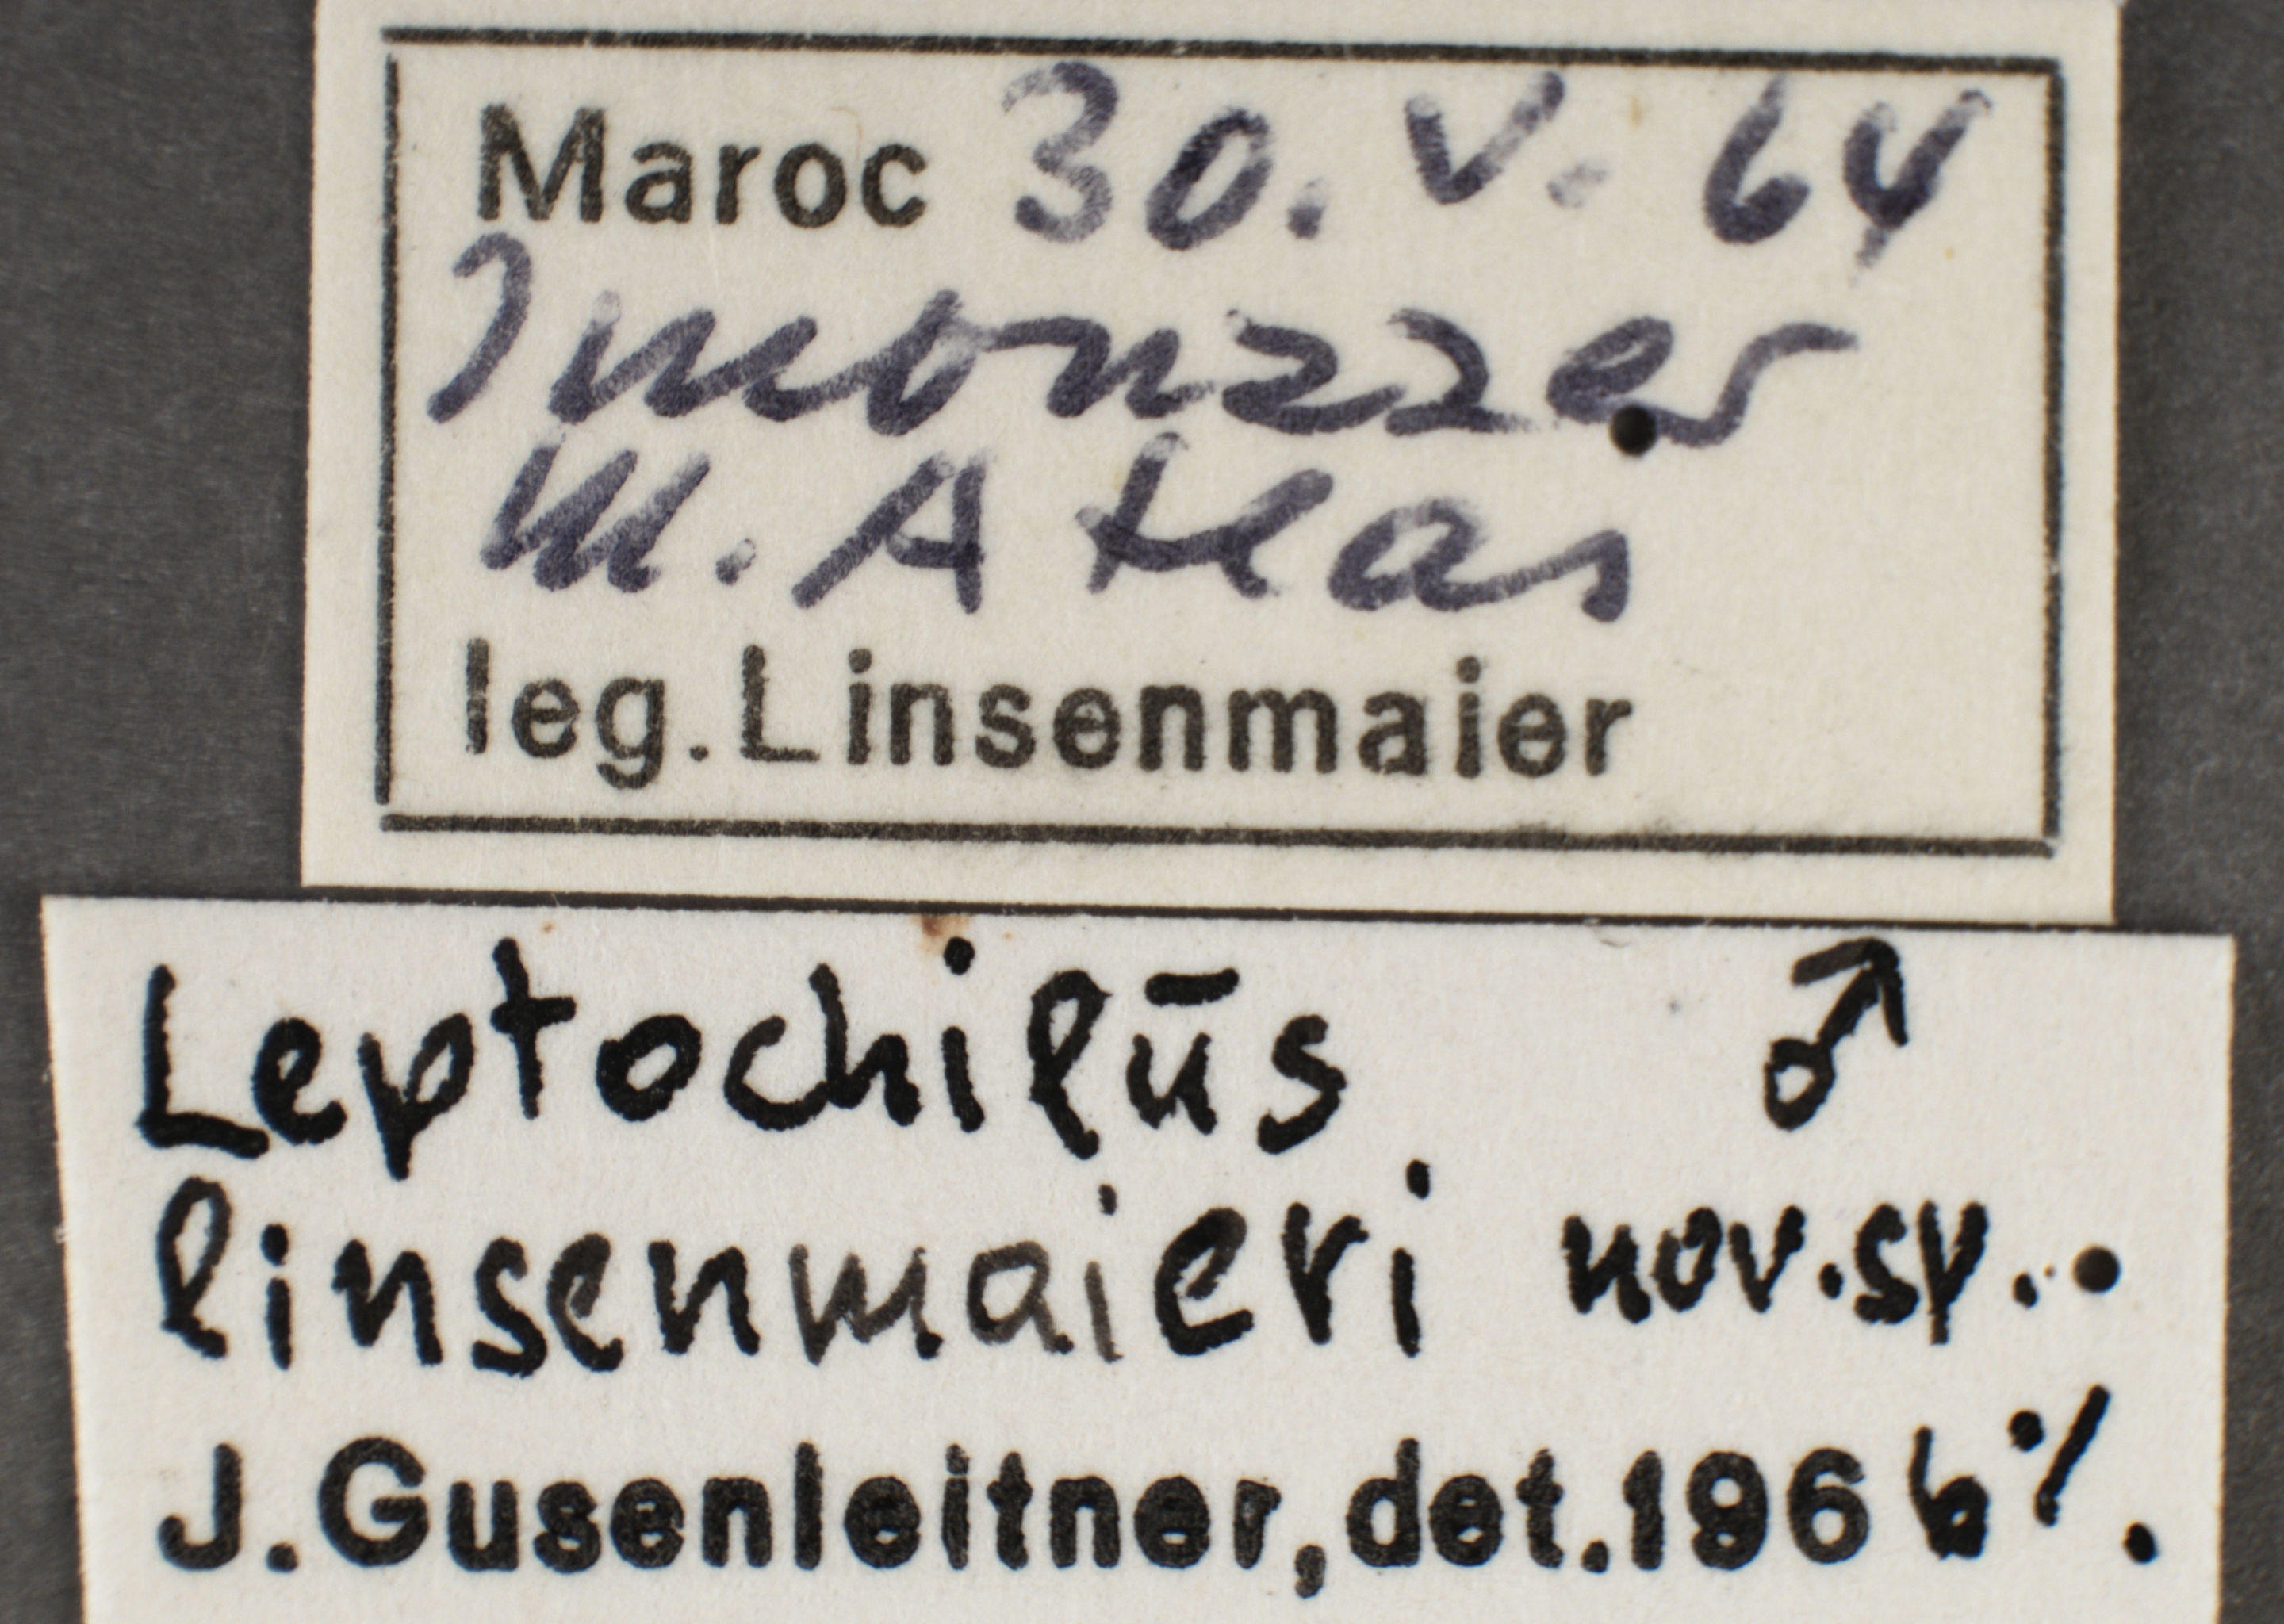 Maroc 30. V. 64
Imouzzer
M. Atlas
leg. Linsenmaier
Leptochilūs ♂
linsenmaieri nov.sp..
J. Gusenleitner, det. 1966 ·/.